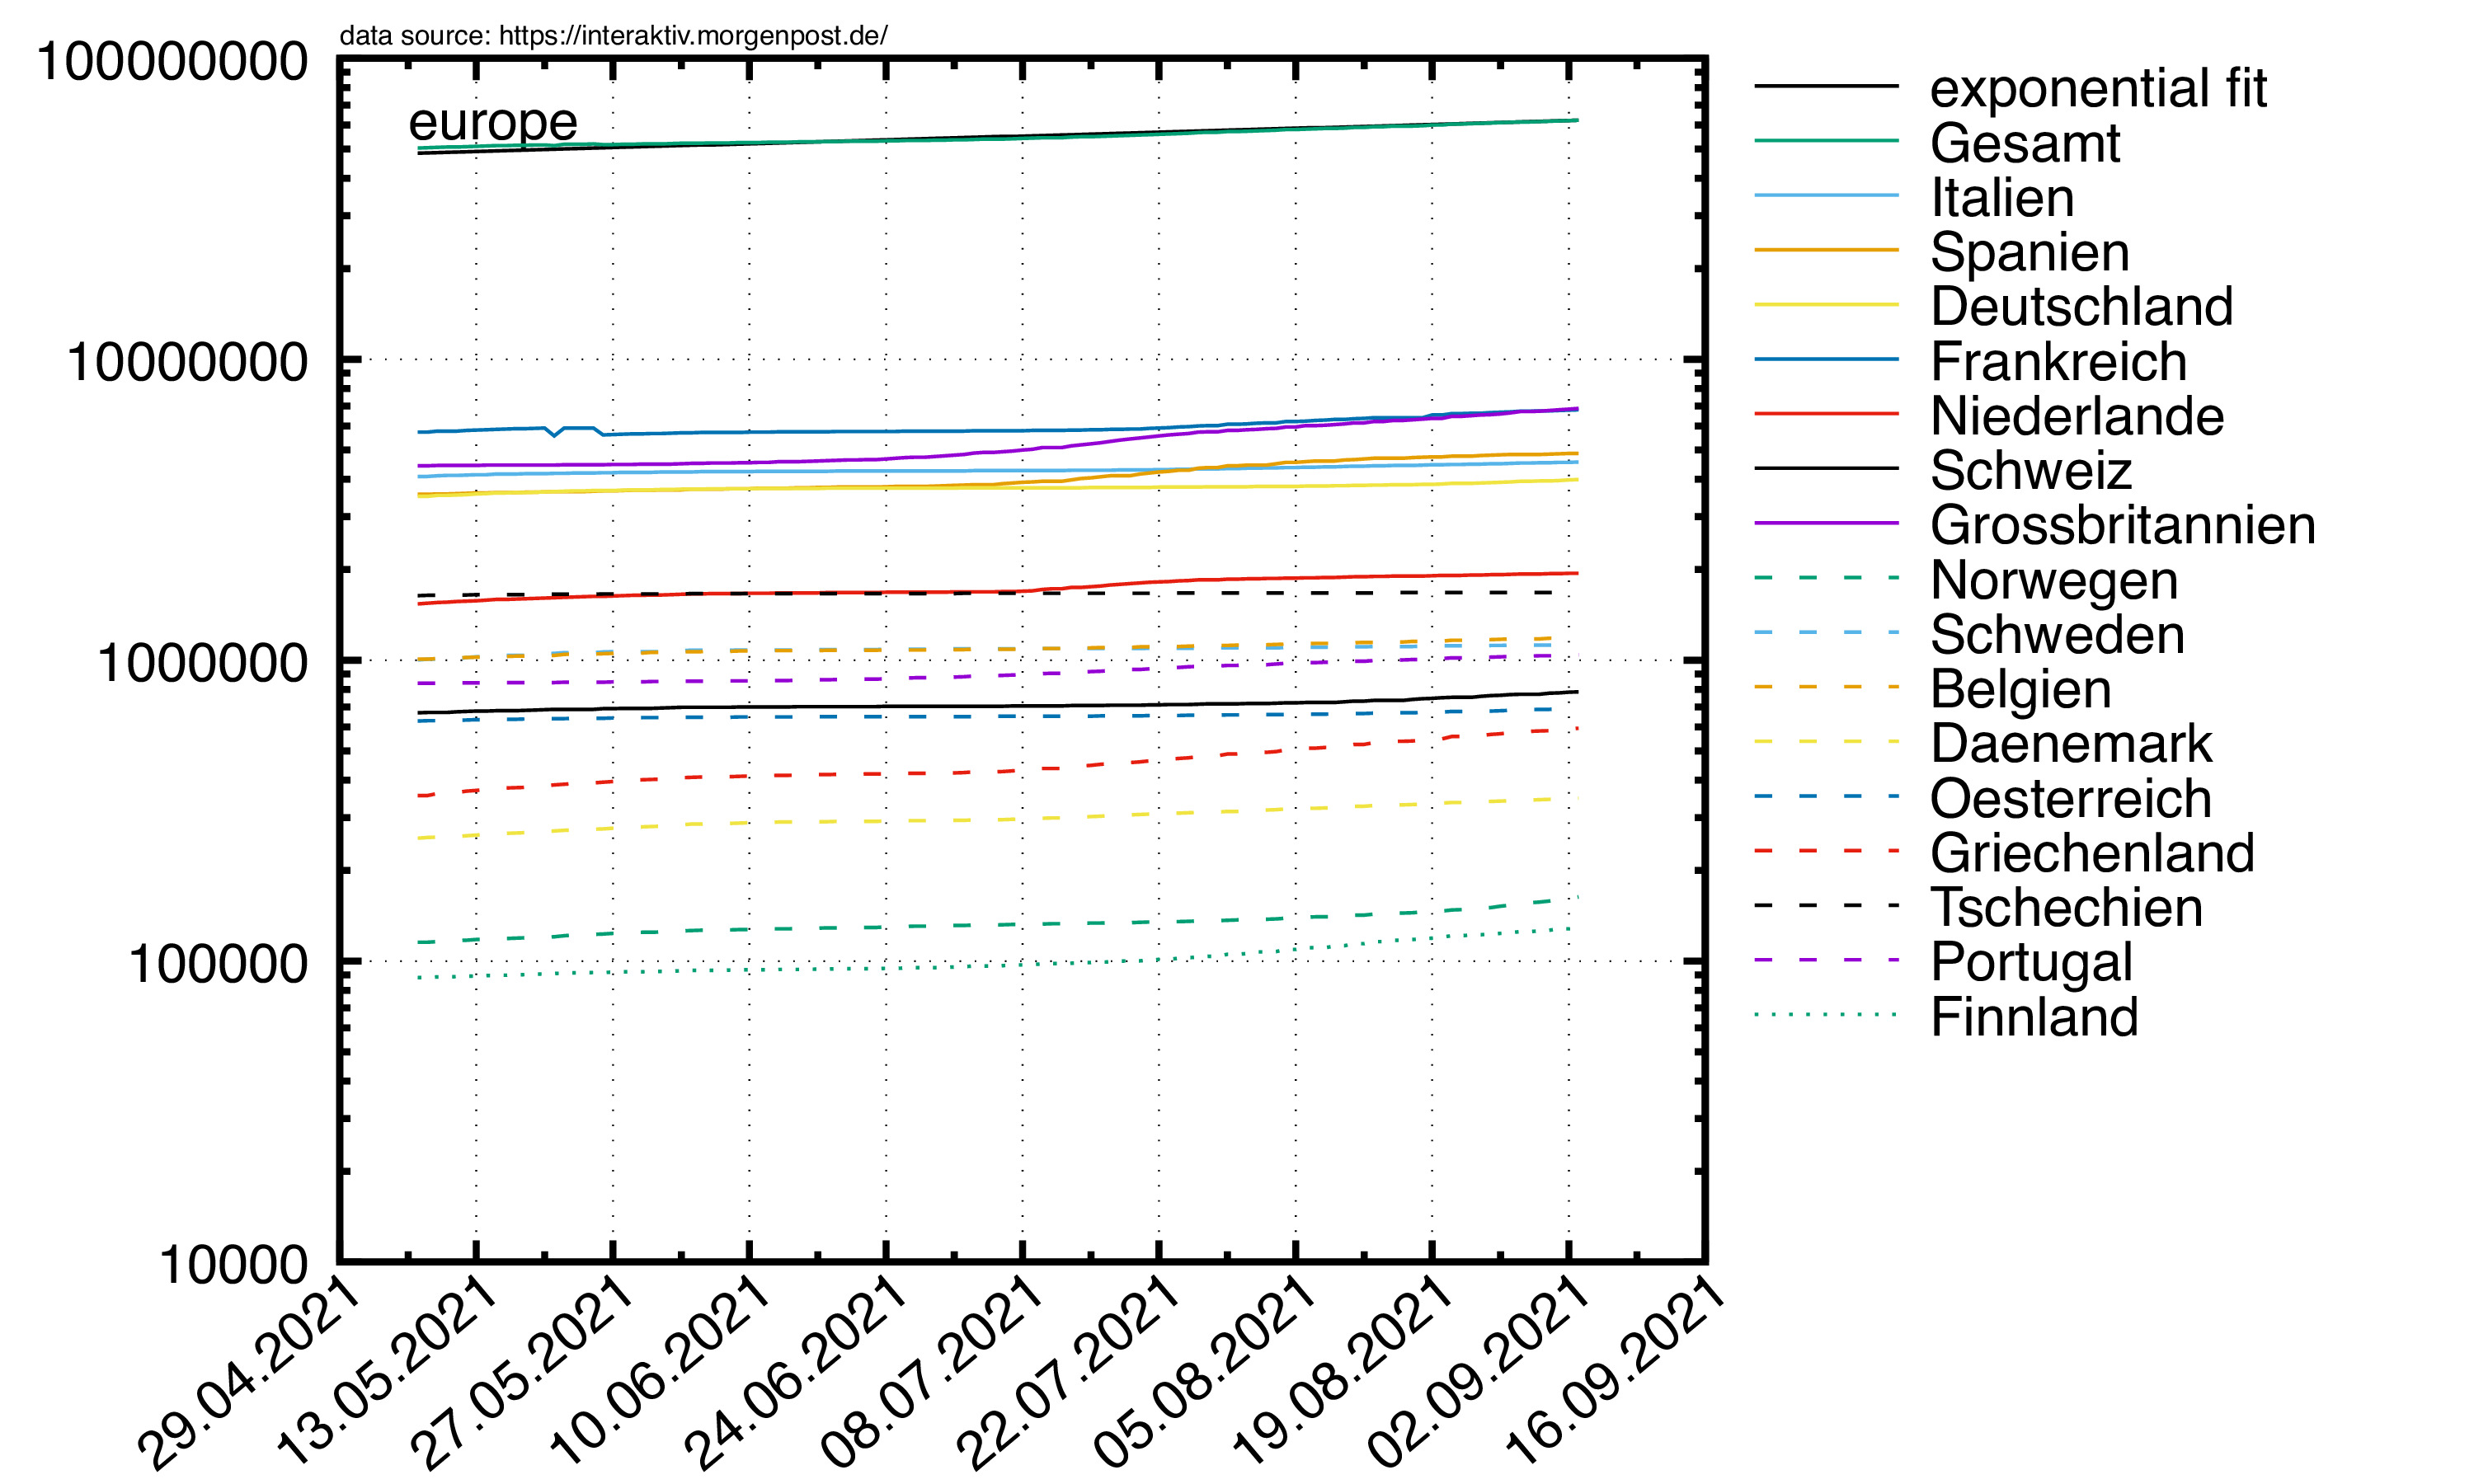 data source: https://interaktiv.morgenpost.de/
europe
100000000
10000000
1000000
100000
10000
29.04.2021
13.05.2021
27.05.2021
10.06.2021
24.06.2021
08.07.2021
22.07.2021
05.08.2021
19.08.2021
02.09.2021
16.09.2021
exponential fit
Gesamt
Italien
Spanien
Deutschland
Frankreich
Niederlande
Schweiz
Grossbritannien
Norwegen
Schweden
Belgien
Daenemark
Oesterreich
Griechenland
Tschechien
Portugal
Finnland